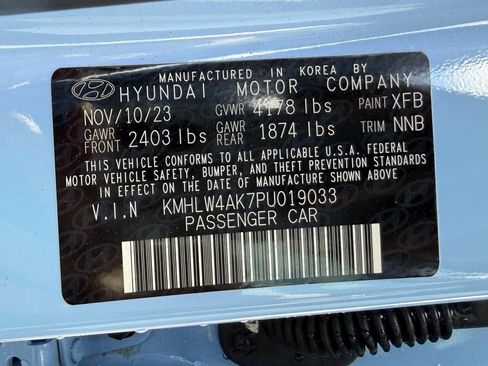 MANUFACTURED IN KOREA BY
HYUNDAI MOTOR COMPANY
NOV/10/23 GVWR 4178 lbs PAINT XFB
GAWR FRONT 2403 lbs GAWR REAR 1874 lbs TRIM NNB
THIS VEHICLE CONFORMS TO ALL APPLICABLE U.S.A. FEDERAL
MOTOR VEHICLE SAFETY, BUMPER, AND THEFT PREVENTION STANDARDS
IN EFFECT ON THE DATE OF MANUFACTURE SHOWN ABOVE
V.I.N KMHLW4AK7PU019033
PASSENGER CAR